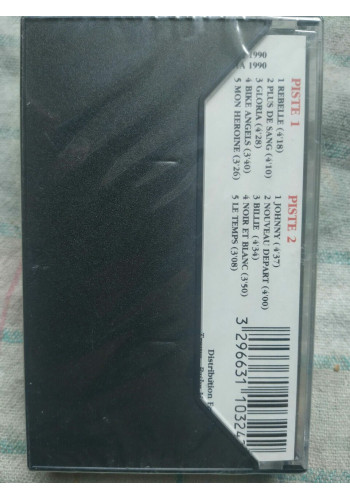 1990
A 1990
PISTE 1
1 REBELLE (4'18)
2 PLUS DE SANG (4'10)
3 GLORIA (4'28)
4 BIKE ANGELS (3'40)
5 MON HEROINE (3'26)
PISTE 2
1 JOHNNY (4'37)
2 NOUVEAU DEPART (4'00)
3 BILLIE (4'34)
4 NOIR ET BLANC (3'50)
5 LE TEMPS (3'08)
3 296631 10324
Distribution